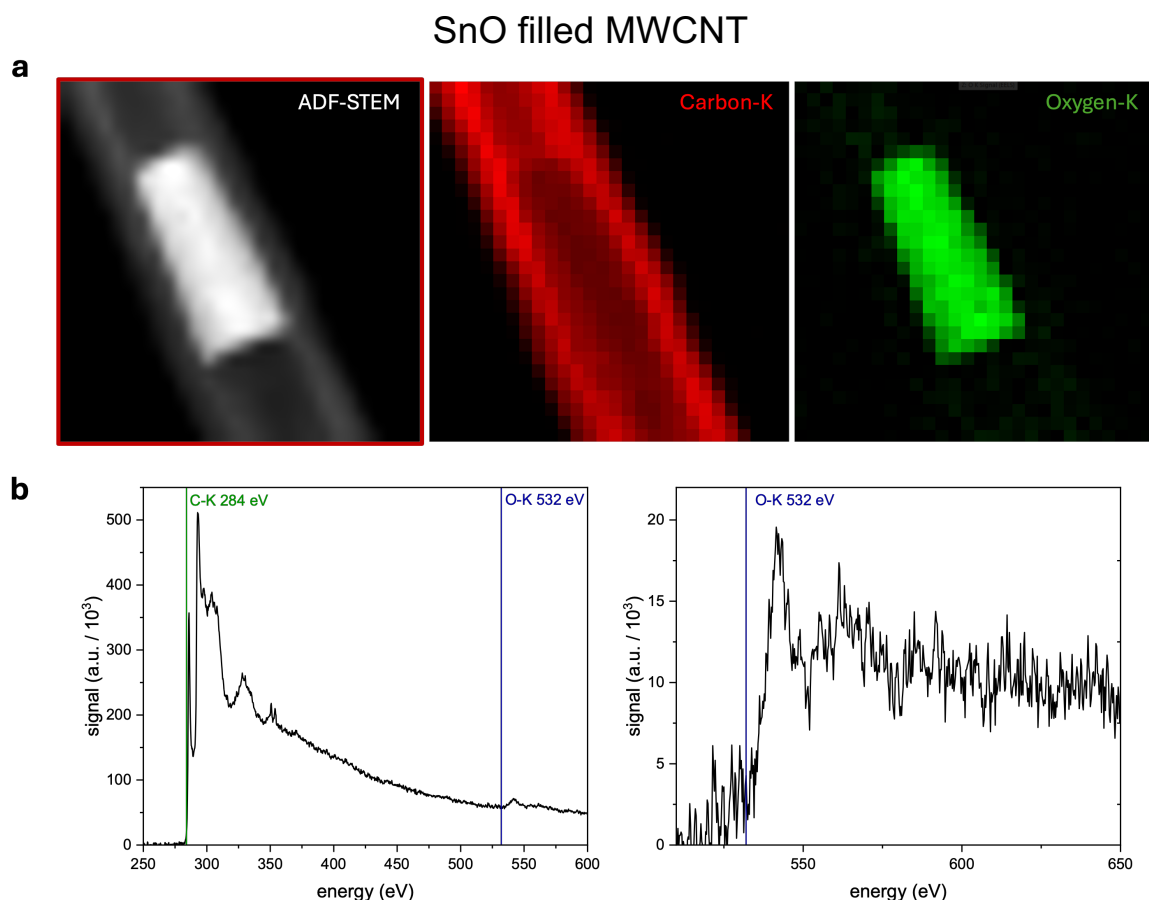 SnO filled MWCNT
a
ADF-STEM
Carbon-K
Oxygen-K
b
C-K 284 eV
O-K 532 eV
500
400
300
200
100
0
250 300 350 400 450 500 550 600
signal (a.u. / 10³)
energy (eV)
O-K 532 eV
20
15
10
5
0
550 600 650
signal (a.u. / 10³)
energy (eV)